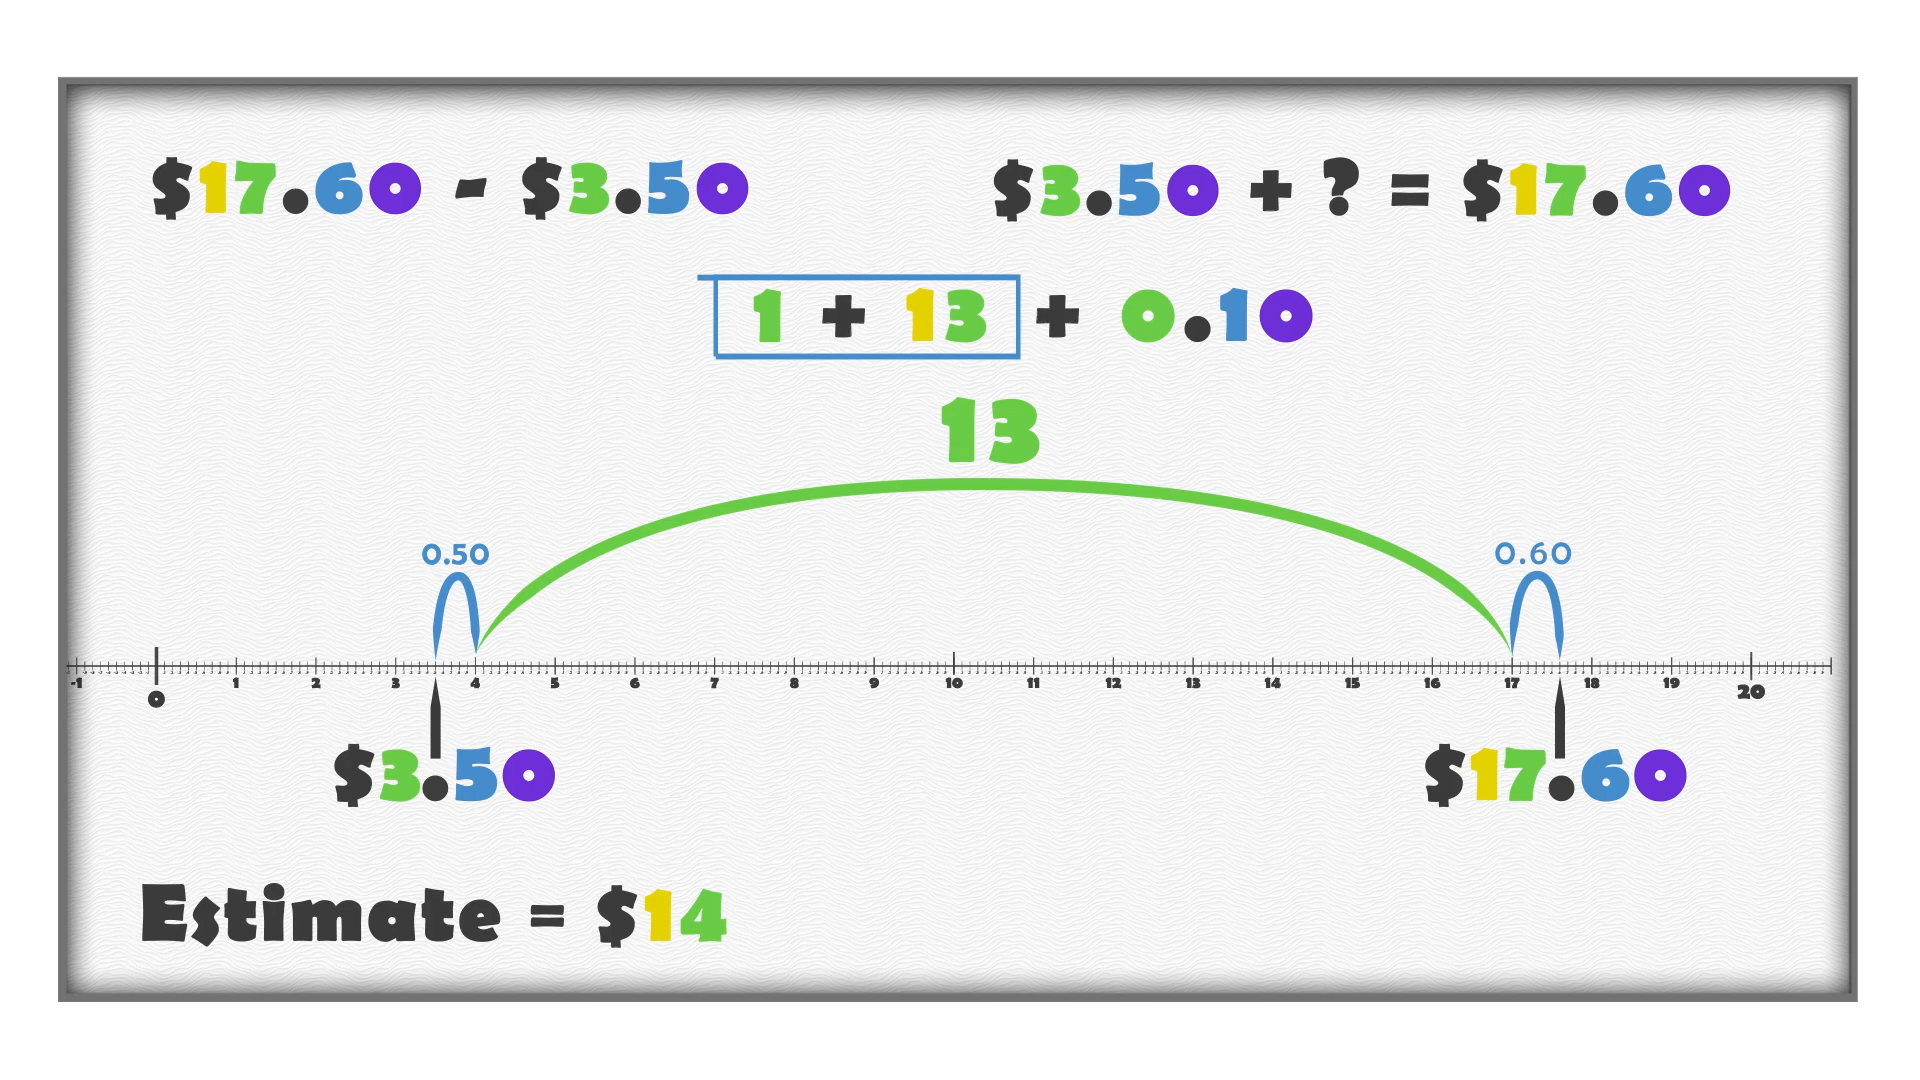 $17.60 - $3.50
$3.50 + ? = $17.60
1 + 13 + 0.10
13
0.50
0.60
-1 0 1 2 3 4 5 6 7 8 9 10 11 12 13 14 15 16 17 18 19 20
$3.50
$17.60
Estimate = $14